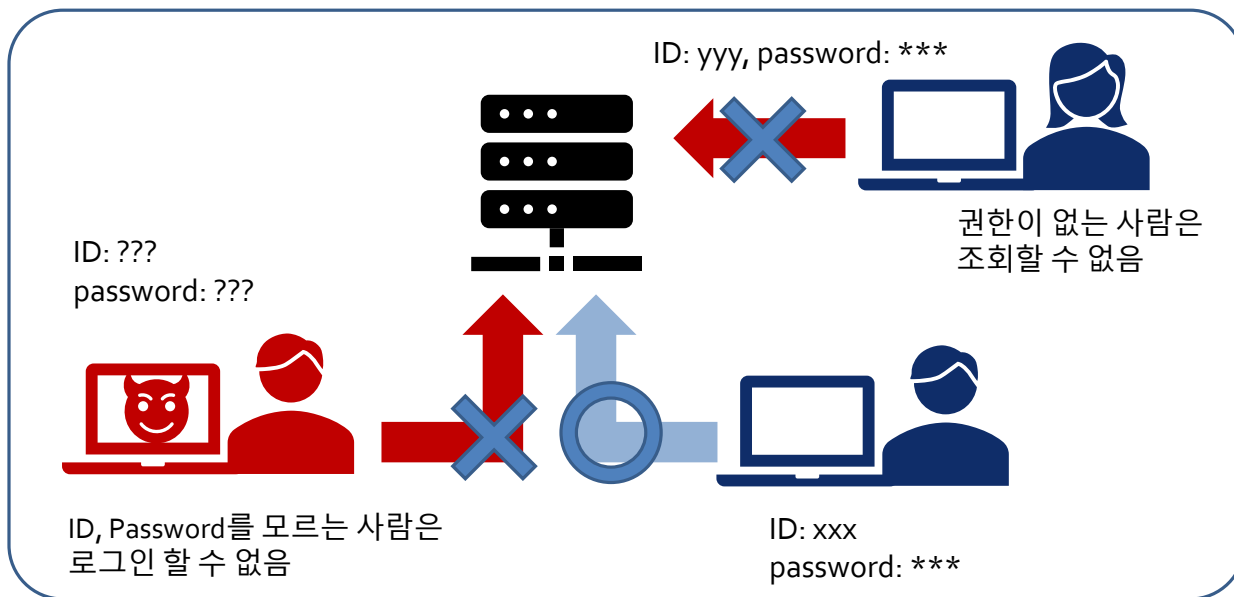 ID: yyy, password: ***
권한이 없는 사람은
조회할 수 없음
ID: ???
password: ???
ID, Password를 모르는 사람은
로그인 할 수 없음
ID: xxx
password: ***